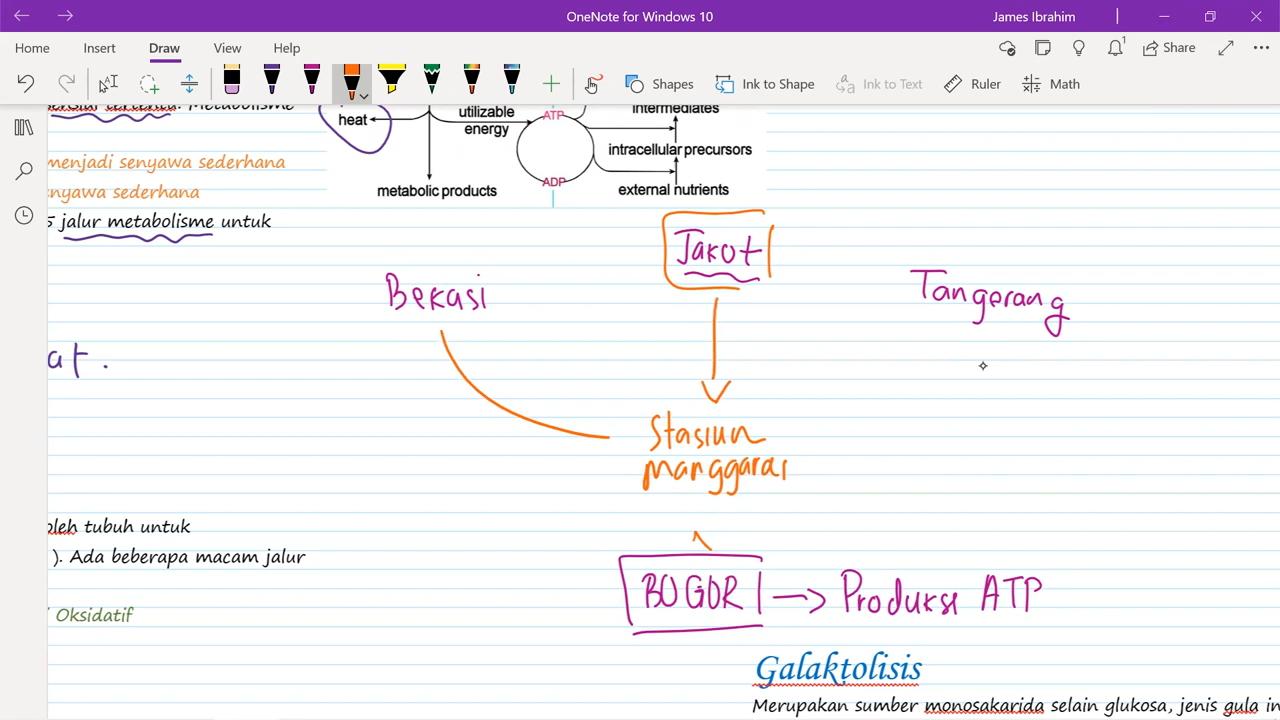 OneNote for Windows 10
James Ibrahim
Home Insert Draw View Help
Share
Shapes
Ink to Shape
Ink to Text
Ruler
Math
tertentu. Metabolisme
menjadi senyawa sederhana
nyawa sederhana
5 jalur metabolisme untuk
heat
utilizable
energy
ATP
ADP
metabolic products
intermediates
intracellular precursors
external nutrients
Jakot
Bekasi
Tangerang
at.
Stasiun
manggarai
oleh tubuh untuk
). Ada beberapa macam jalur
Oksidatif
BOGOR → Produksi ATP
Galaktolisis
Merupakan sumber monosakarida selain glukosa, jenis gula in